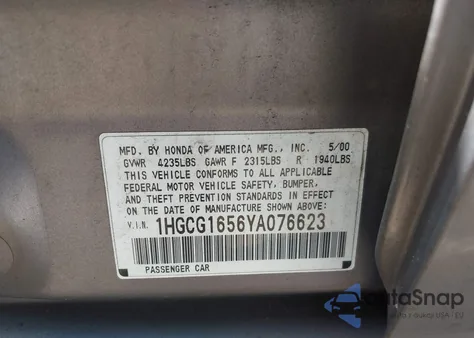 MFD. BY HONDA OF AMERICA MFG., INC. 5/00
GVWR 4235LBS GAWR F 2315LBS R 1940LBS
THIS VEHICLE CONFORMS TO ALL APPLICABLE
FEDERAL MOTOR VEHICLE SAFETY, BUMPER,
AND THEFT PREVENTION STANDARDS IN
EFFECT ON THE DATE OF MANUFACTURE SHOWN ABOVE.
V.I.N. 1HGCG1656YA076623
PASSENGER CAR
autoSnap